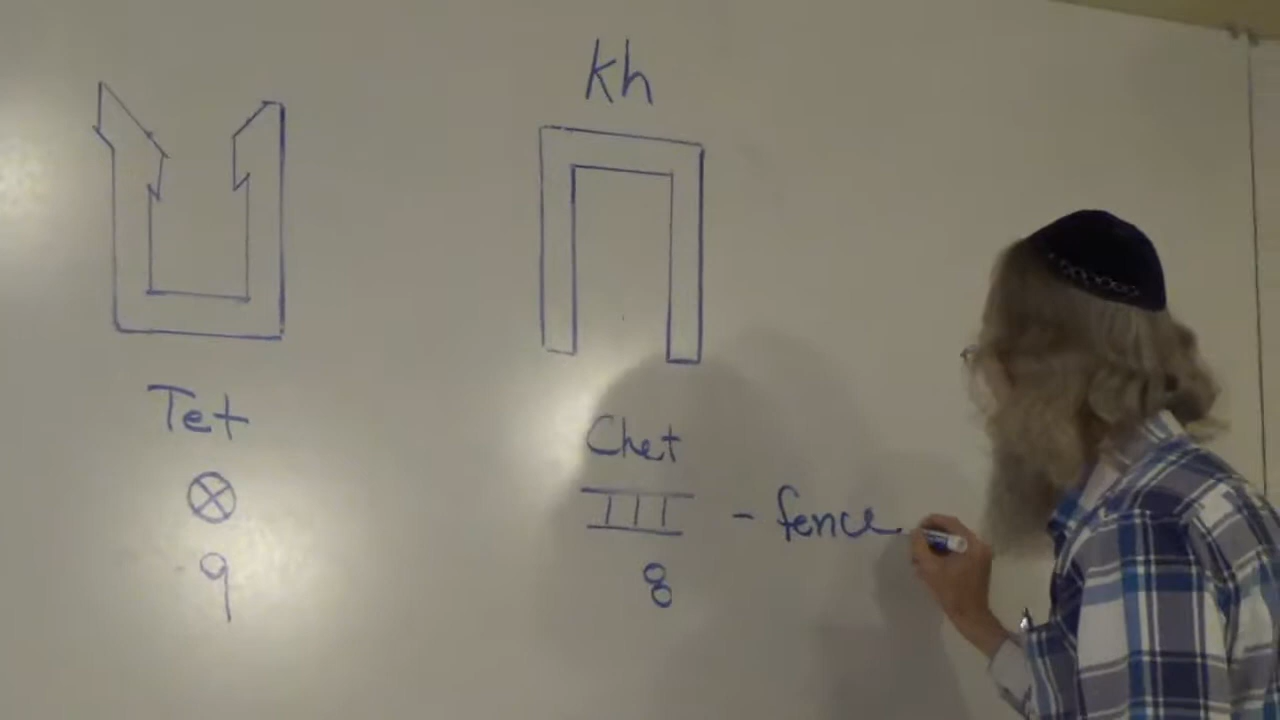 kh
ט ח
Tet Chet
⊗ - fence
9 8